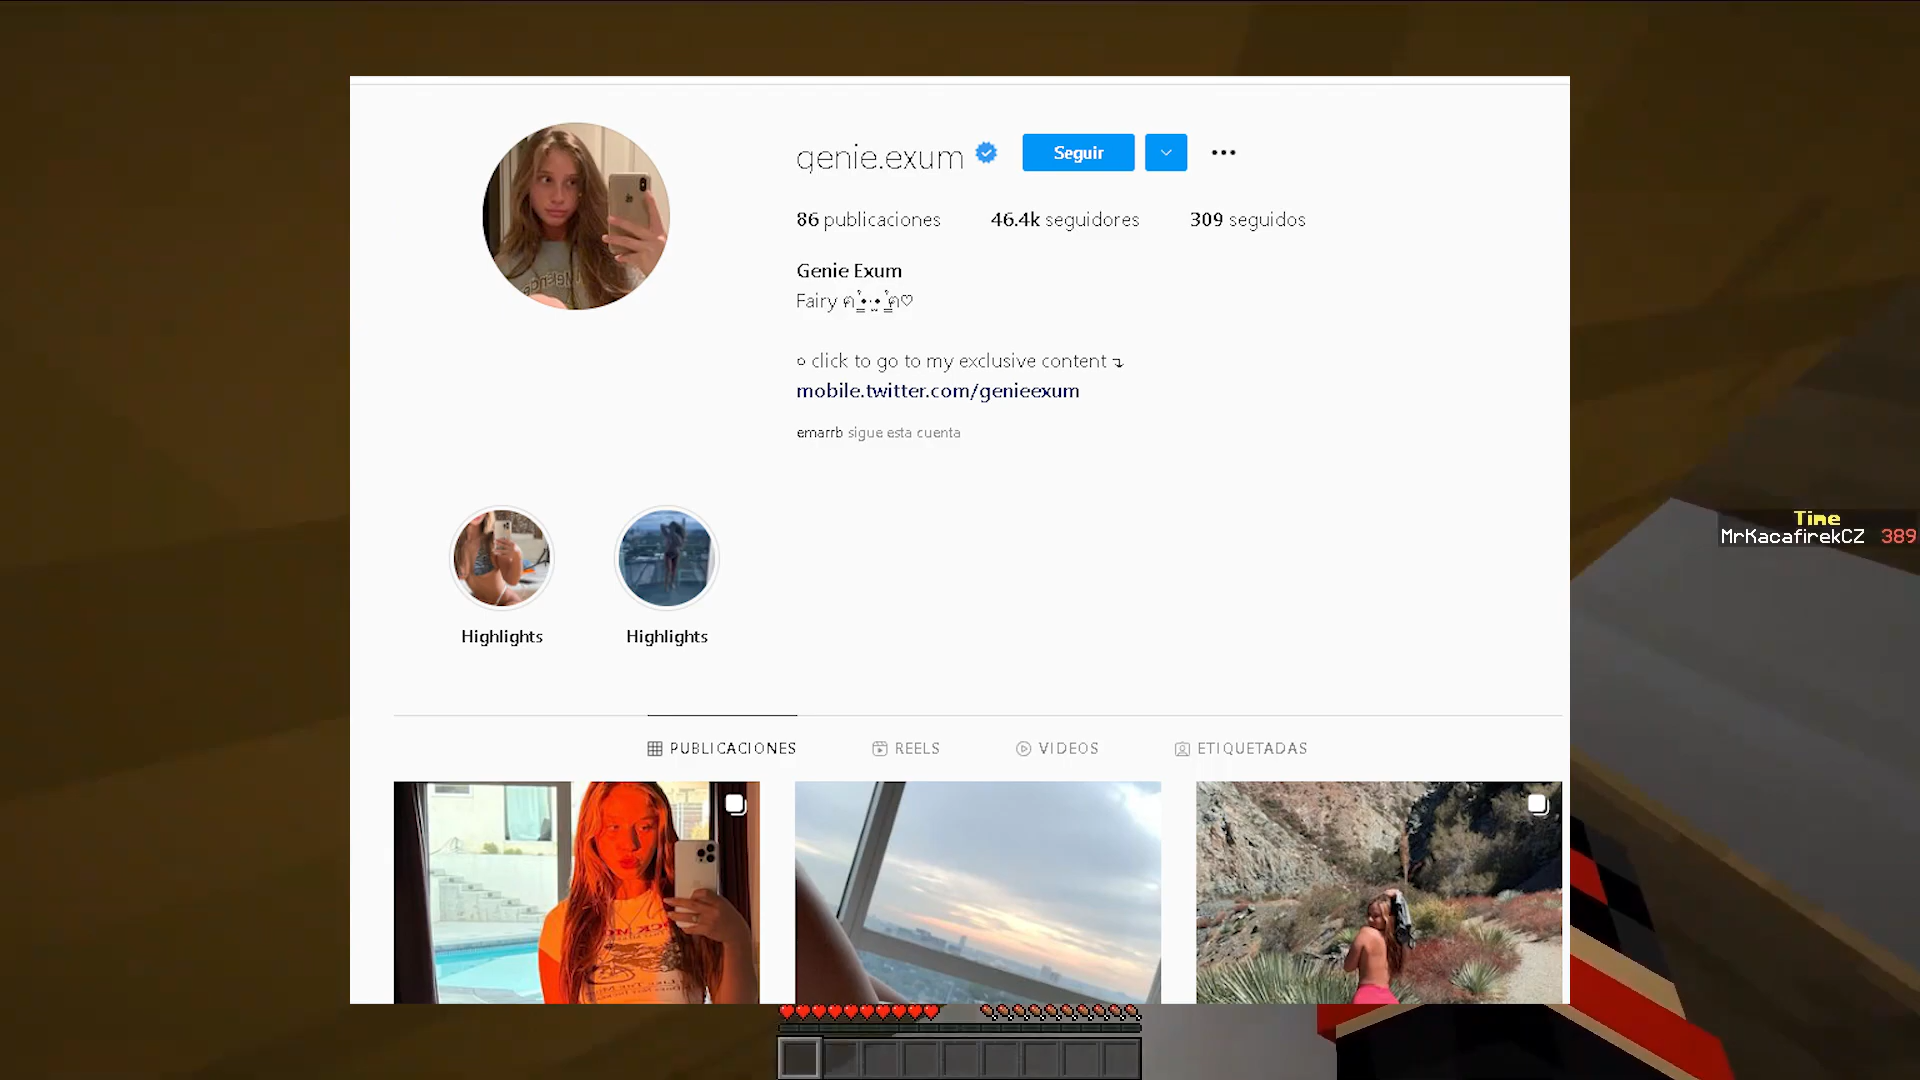 genie.exum
Seguir
86 publicaciones 46.4k seguidores 309 seguidos
Genie Exum
Fairy
○ click to go to my exclusive content ↴
mobile.twitter.com/genieexum
emarrb sigue esta cuenta
Highlights Highlights
PUBLICACIONES REELS VIDEOS ETIQUETADAS
Time
MrKacafirekCZ 389